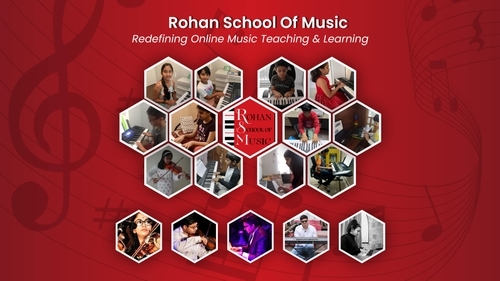 Rohan School Of Music
Redefining Online Music Teaching & Learning
ROHAN
SCHOOL OF
MUSIC